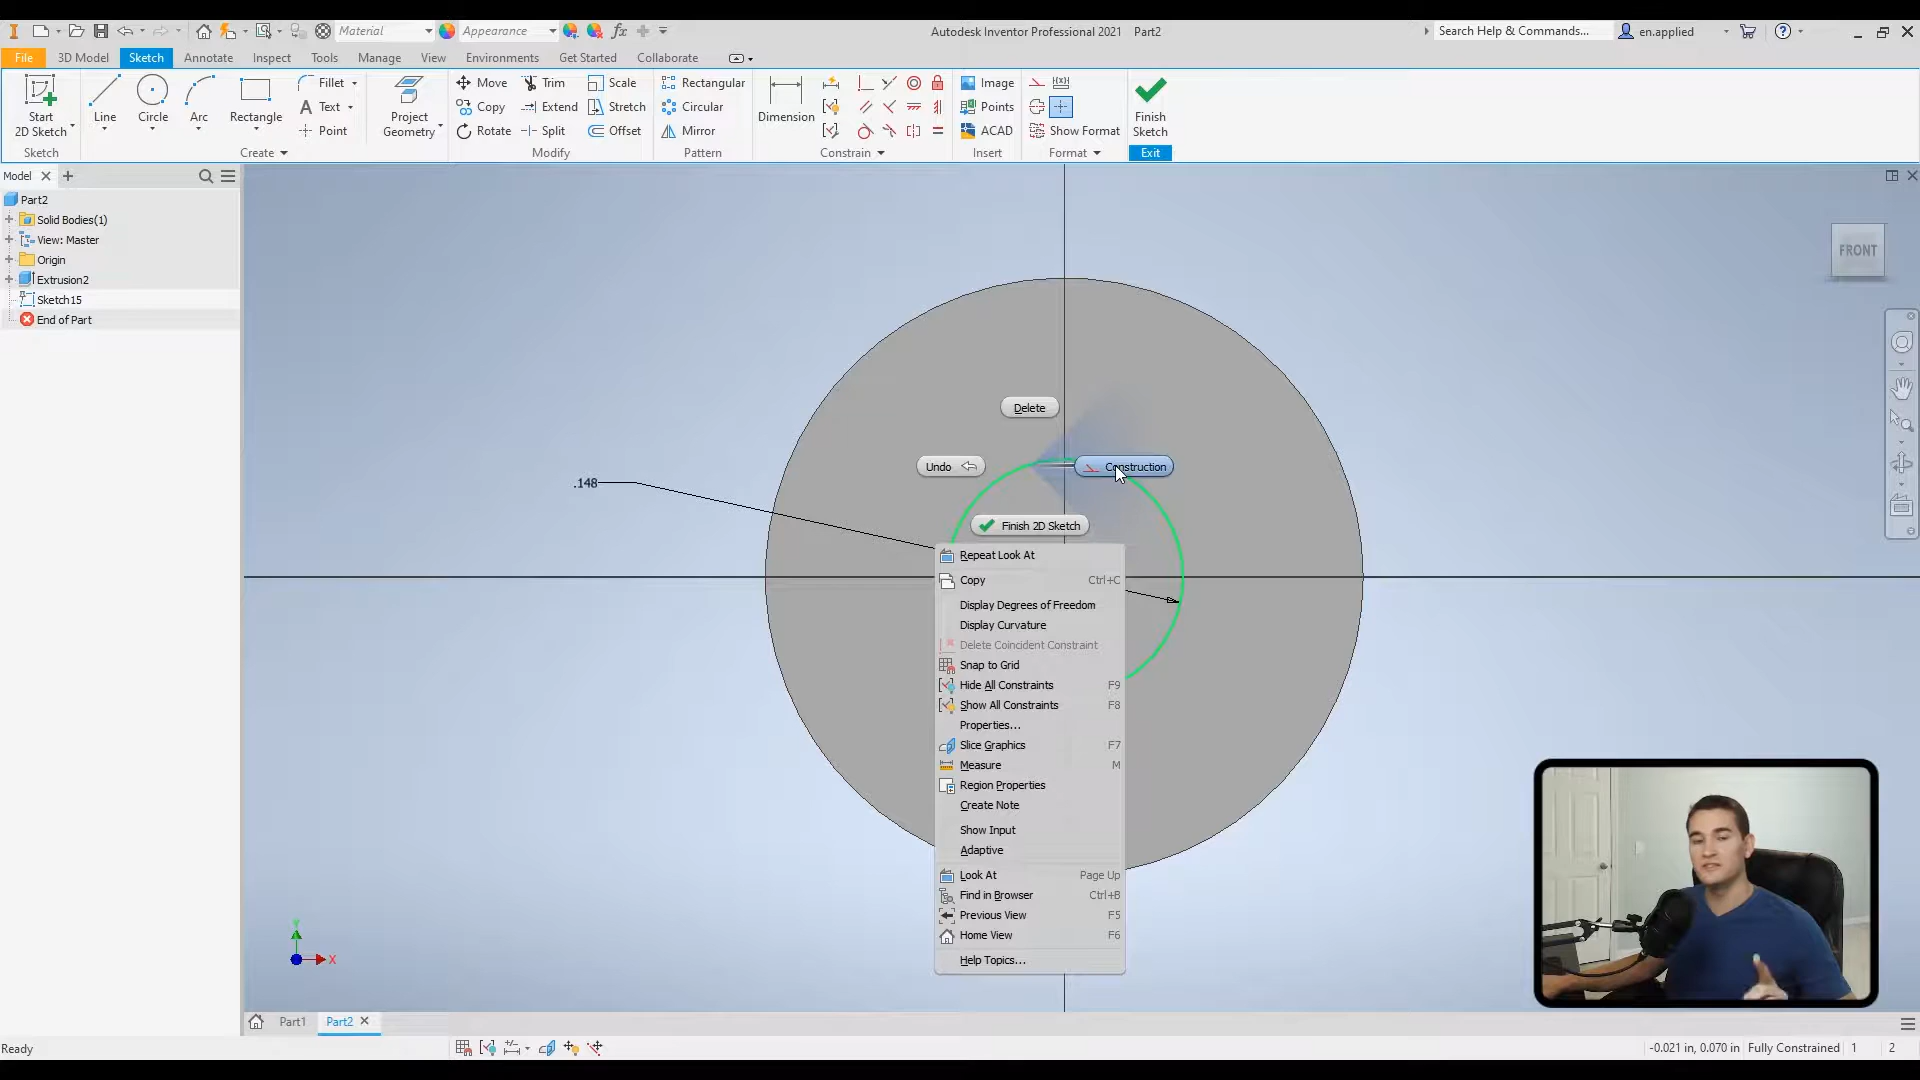 Material
Appearance
Autodesk Inventor Professional 2021 Part2
Search Help & Commands...
en.applied
File 3D Model Sketch Annotate Inspect Tools Manage View Environments Get Started Collaborate
Start
2D Sketch
Line
Circle
Arc
Rectangle
Fillet
Text
Point
Project
Geometry
Move Trim Scale
Copy Extend Stretch
Rotate Split Offset
Rectangular
Circular
Mirror
Dimension
Image
Points
ACAD
Show Format
Finish
Sketch
Sketch Create Modify Pattern Constrain Insert Format Exit
Model
Part2
Solid Bodies(1)
View: Master
Origin
Extrusion2
Sketch15
End of Part
FRONT
Delete
Undo
Construction
.148
Finish 2D Sketch
Repeat Look At
Copy Ctrl+C
Display Degrees of Freedom
Display Curvature
Delete Coincident Constraint
Snap to Grid
Hide All Constraints F9
Show All Constraints F8
Properties...
Slice Graphics F7
Measure M
Region Properties
Create Note
Show Input
Adaptive
Look At Page Up
Find in Browser Ctrl+B
Previous View F5
Home View F6
Help Topics...
Y
X
Part1 Part2
Ready
-0.021 in, 0.070 in Fully Constrained 1 2